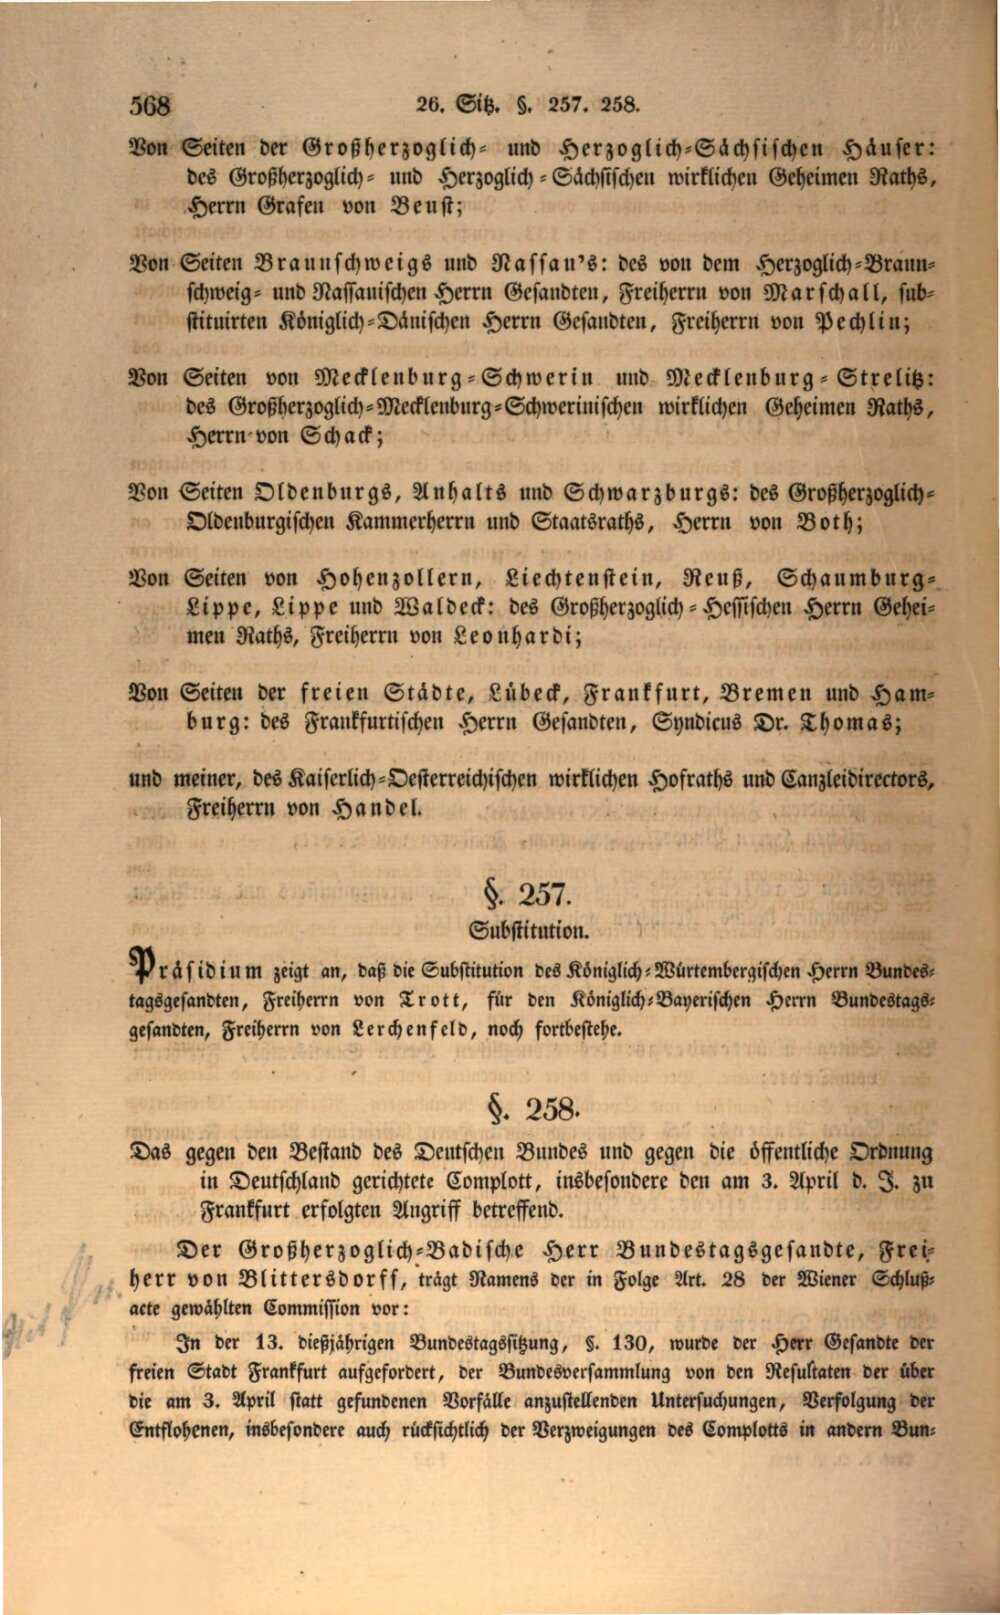 568
26. Sitz. §. 257. 258.
Von Seiten der Großherzoglich- und Herzoglich-Sächsischen Häuser:
des Großherzoglich- und Herzoglich-Sächsischen wirklichen Geheimen Raths,
Herrn Grafen von Beust;
Von Seiten Braunschweigs und Nassau's: des von dem Herzoglich-Braun-
schweig- und Nassauischen Herrn Gesandten, Freiherrn von Marschall, sub-
stituirten Königlich-Dänischen Herrn Gesandten, Freiherrn von Pechlin;
Von Seiten von Mecklenburg-Schwerin und Mecklenburg-Strelitz:
des Großherzoglich-Mecklenburg-Schwerinischen wirklichen Geheimen Raths,
Herrn von Schack;
Von Seiten Oldenburgs, Anhalts und Schwarzburgs: des Großherzoglich-
Oldenburgischen Kammerherrn und Staatsraths, Herrn von Both;
Von Seiten von Hohenzollern, Liechtenstein, Reuß, Schaumburg-
Lippe, Lippe und Waldeck: des Großherzoglich-Hessischen Herrn Gehei-
men Raths, Freiherrn von Leonhardi;
Von Seiten der freien Städte, Lübeck, Frankfurt, Bremen und Ham-
burg: des Frankfurtischen Herrn Gesandten, Syndicus Dr. Thomas;
und meiner, des Kaiserlich-Oesterreichischen wirklichen Hofraths und Canzleidirectors,
Freiherrn von Handel.
§. 257.
Substitution.
Präsidium zeigt an, daß die Substitution des Königlich-Würtembergischen Herrn Bundes-
tagsgesandten, Freiherrn von Trott, für den Königlich-Bayerischen Herrn Bundestags-
gesandten, Freiherrn von Lerchenfeld, noch fortbestehe.
§. 258.
Das gegen den Bestand des Deutschen Bundes und gegen die öffentliche Ordnung
in Deutschland gerichtete Complott, insbesondere den am 3. April d. J. zu
Frankfurt erfolgten Angriff betreffend.
Der Großherzoglich-Badische Herr Bundestagsgesandte, Frei-
herr von Blittersdorff, trägt Namens der in Folge Art. 28 der Wiener Schluß-
acte gewählten Commission vor:
In der 13. dießjährigen Bundestagssitzung, §. 130, wurde der Herr Gesandte der
freien Stadt Frankfurt aufgefordert, der Bundesversammlung von den Resultaten der über
die am 3. April statt gefundenen Vorfälle anzustellenden Untersuchungen, Verfolgung der
Entflohenen, insbesondere auch rücksichtlich der Verzweigungen des Complotts in andern Bun-